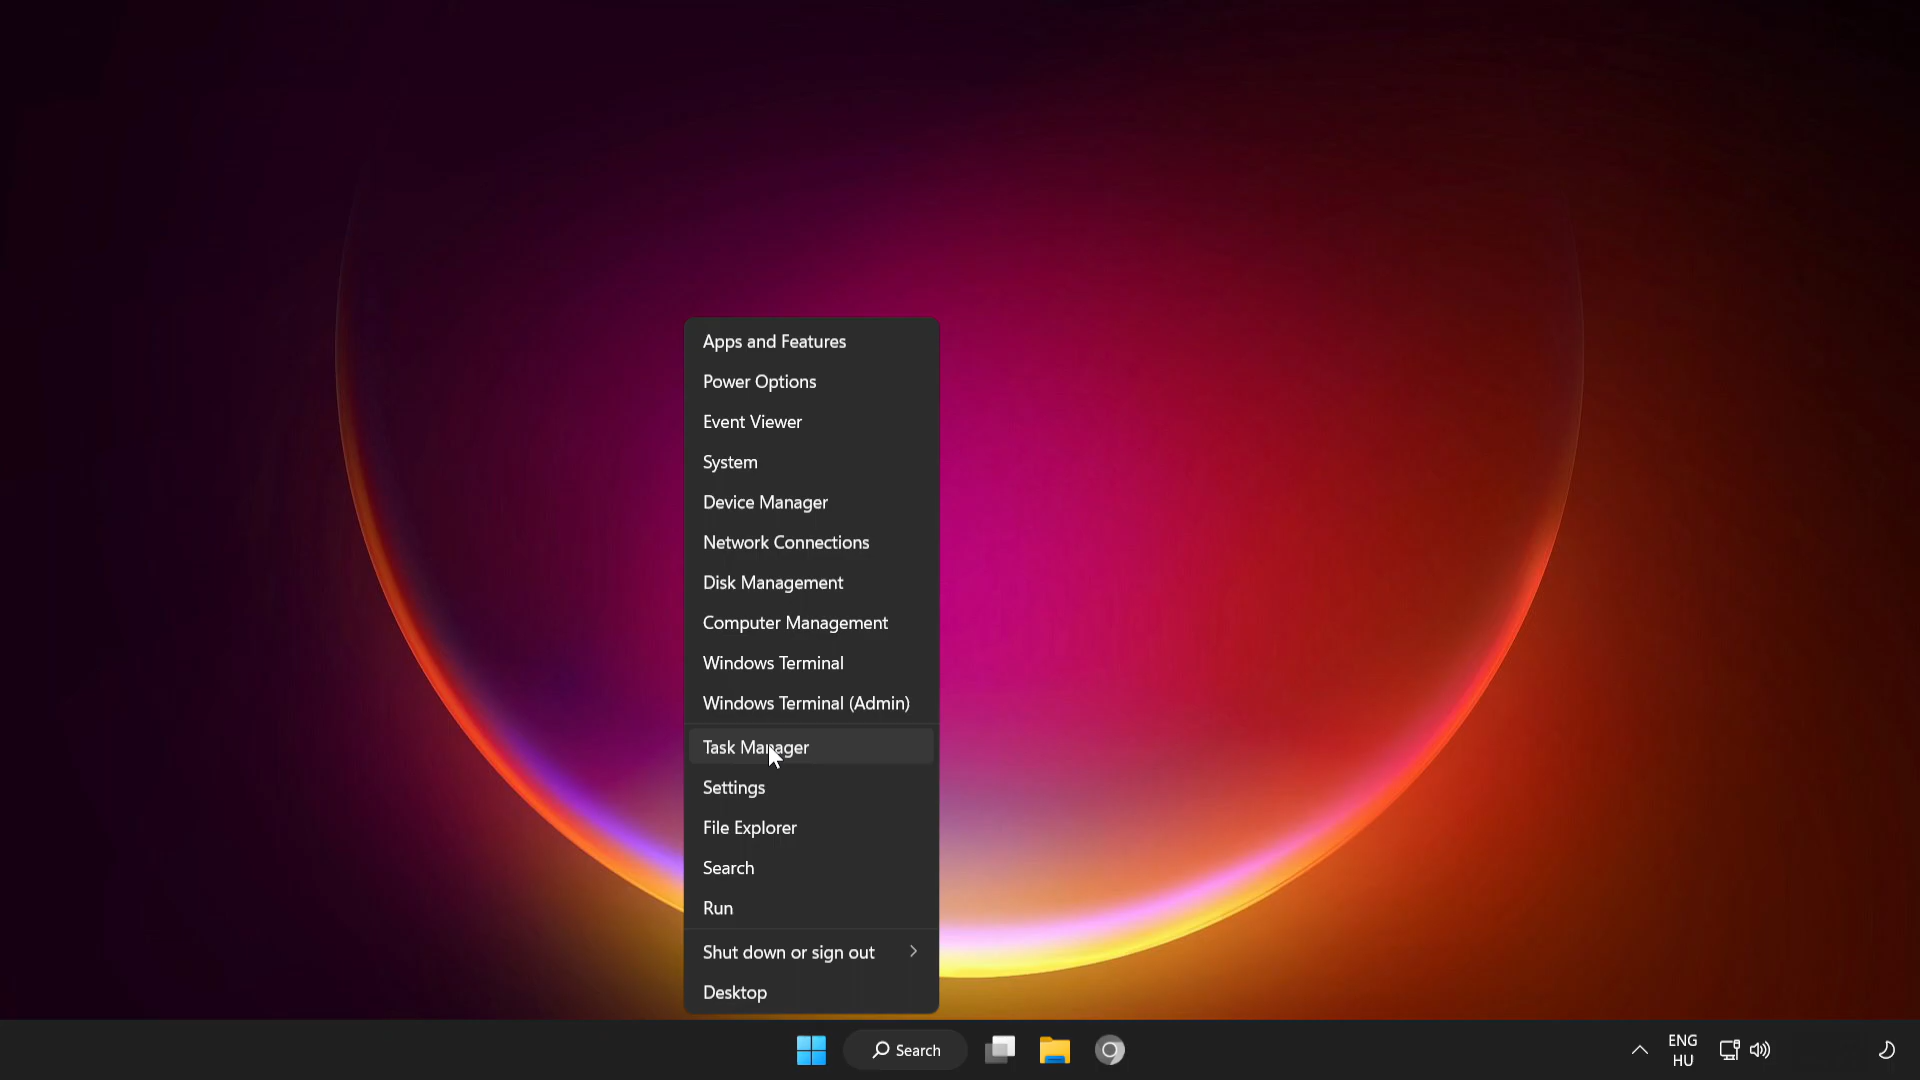 Apps and Features
Power Options
Event Viewer
System
Device Manager
Network Connections
Disk Management
Computer Management
Windows Terminal
Windows Terminal (Admin)
Task Manager
Settings
File Explorer
Search
Run
Shut down or sign out
Desktop
Search
ENG
HU